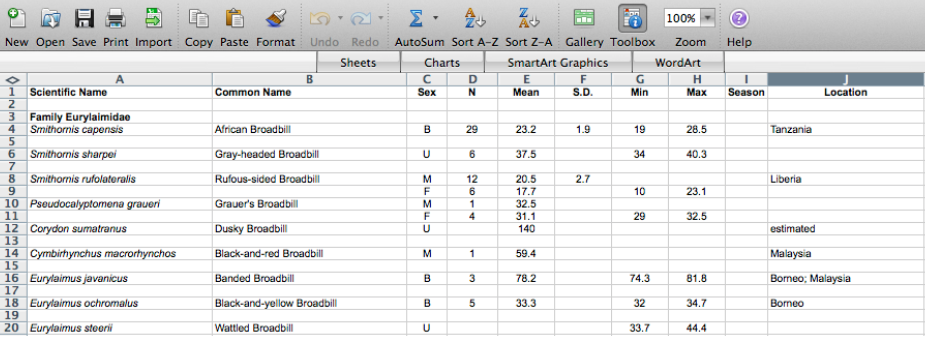 New Open Save Print Import Copy Paste Format Undo Redo AutoSum Sort A-Z Sort Z-A Gallery Toolbox 100% Zoom Help
Sheets Charts SmartArt Graphics WordArt
A B C D E F G H I J
1 Scientific Name Common Name Sex N Mean S.D. Min Max Season Location
2
3 Family Eurylaimidae
4 Smithornis capensis African Broadbill B 29 23.2 1.9 19 28.5 Tanzania
5
6 Smithornis sharpei Gray-headed Broadbill U 6 37.5 34 40.3
7
8 Smithornis rufolateralis Rufous-sided Broadbill M 12 20.5 2.7 Liberia
9 F 6 17.7 10 23.1
10 Pseudocalyptomena graueri Grauer's Broadbill M 1 32.5
11 F 4 31.1 29 32.5
12 Corydon sumatranus Dusky Broadbill U 140 estimated
13
14 Cymbirhynchus macrorhynchos Black-and-red Broadbill M 1 59.4 Malaysia
15
16 Eurylaimus javanicus Banded Broadbill B 3 78.2 74.3 81.8 Borneo; Malaysia
17
18 Eurylaimus ochromalus Black-and-yellow Broadbill B 5 33.3 32 34.7 Borneo
19
20 Eurylaimus steerii Wattled Broadbill U 33.7 44.4